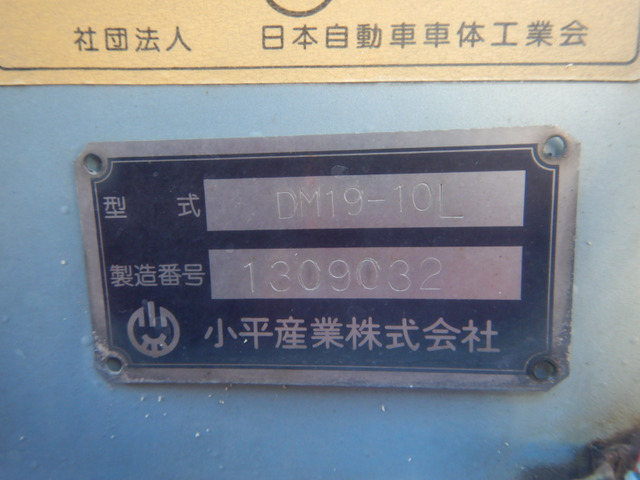 社団法人 日本自動車車体工業会
型 式 DM19-10L
製造番号 1309032
小平産業株式会社